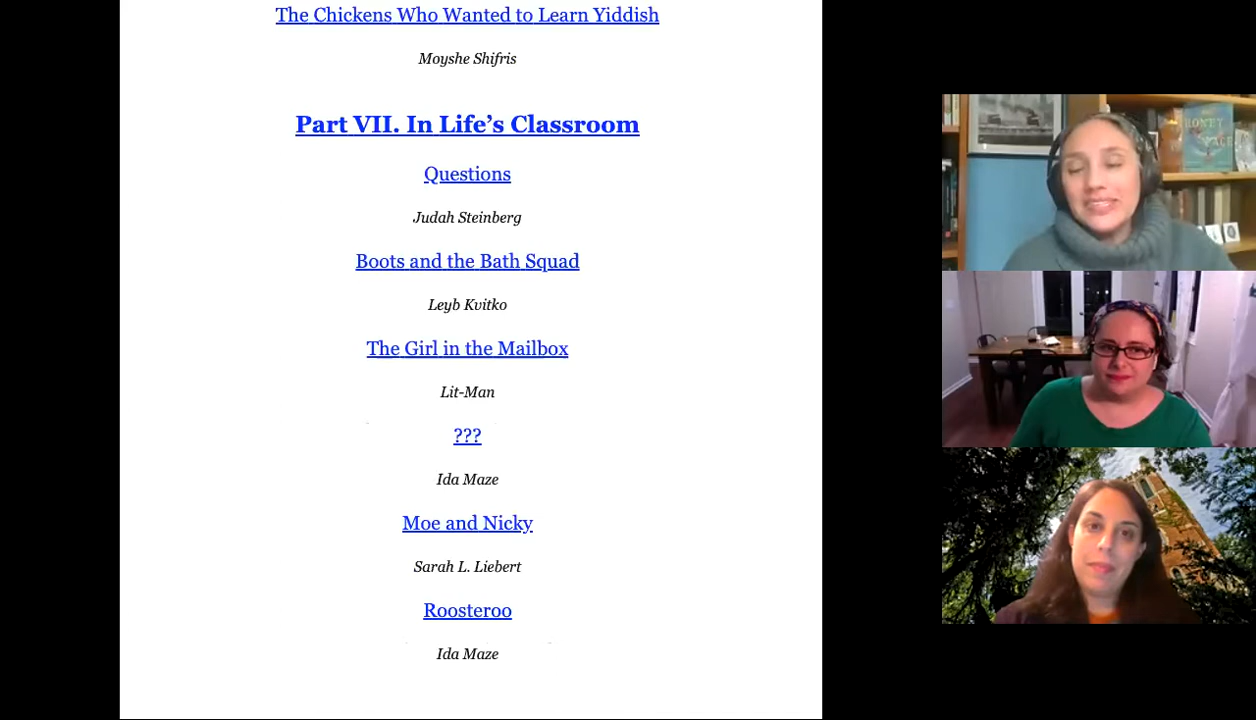 The Chickens Who Wanted to Learn Yiddish
Moyshe Shifris
Part VII. In Life’s Classroom
Questions
Judah Steinberg
Boots and the Bath Squad
Leyb Kvitko
The Girl in the Mailbox
Lit-Man
???
Ida Maze
Moe and Nicky
Sarah L. Liebert
Roosteroo
Ida Maze
HONEY